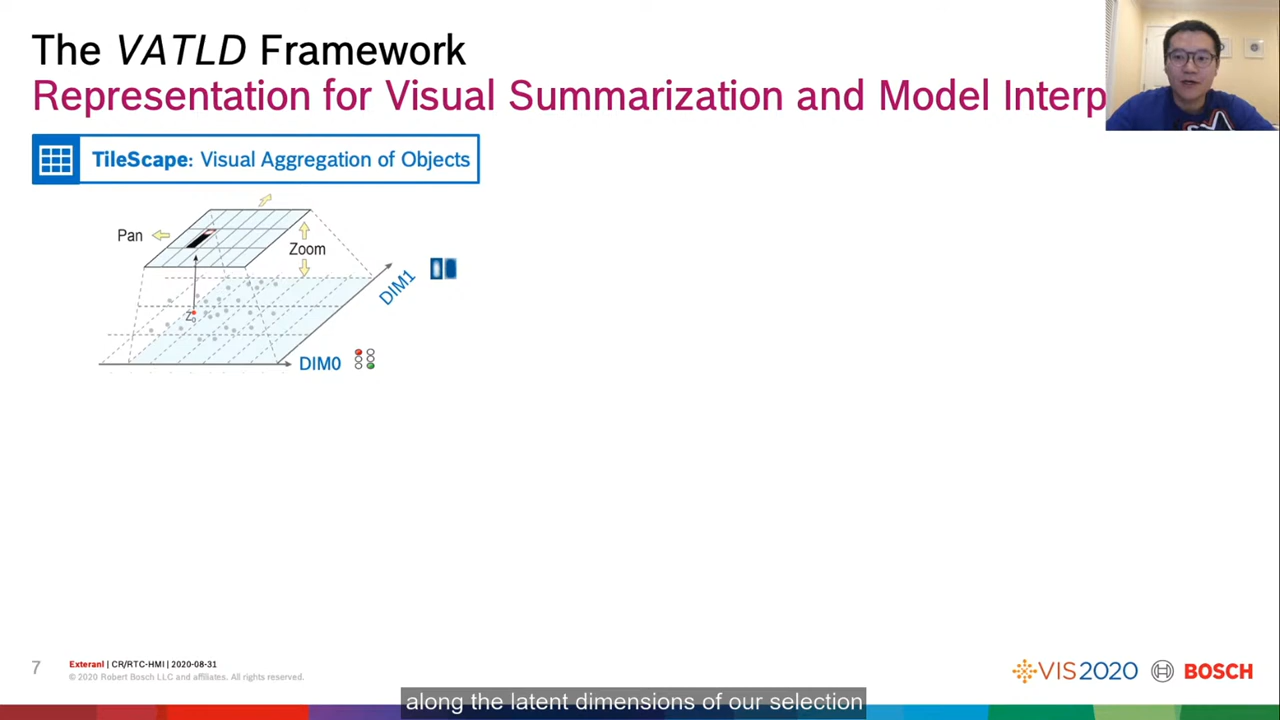 The VATLD Framework
Representation for Visual Summarization and Model Interp
TileScape: Visual Aggregation of Objects
Pan
Zoom
DIM1
Z
DIM0
7
Exteranl | CR/RTC-HMI | 2020-08-31
© 2020 Robert Bosch LLC and affiliates. All rights reserved.
VIS2020
BOSCH
along the latent dimensions of our selection